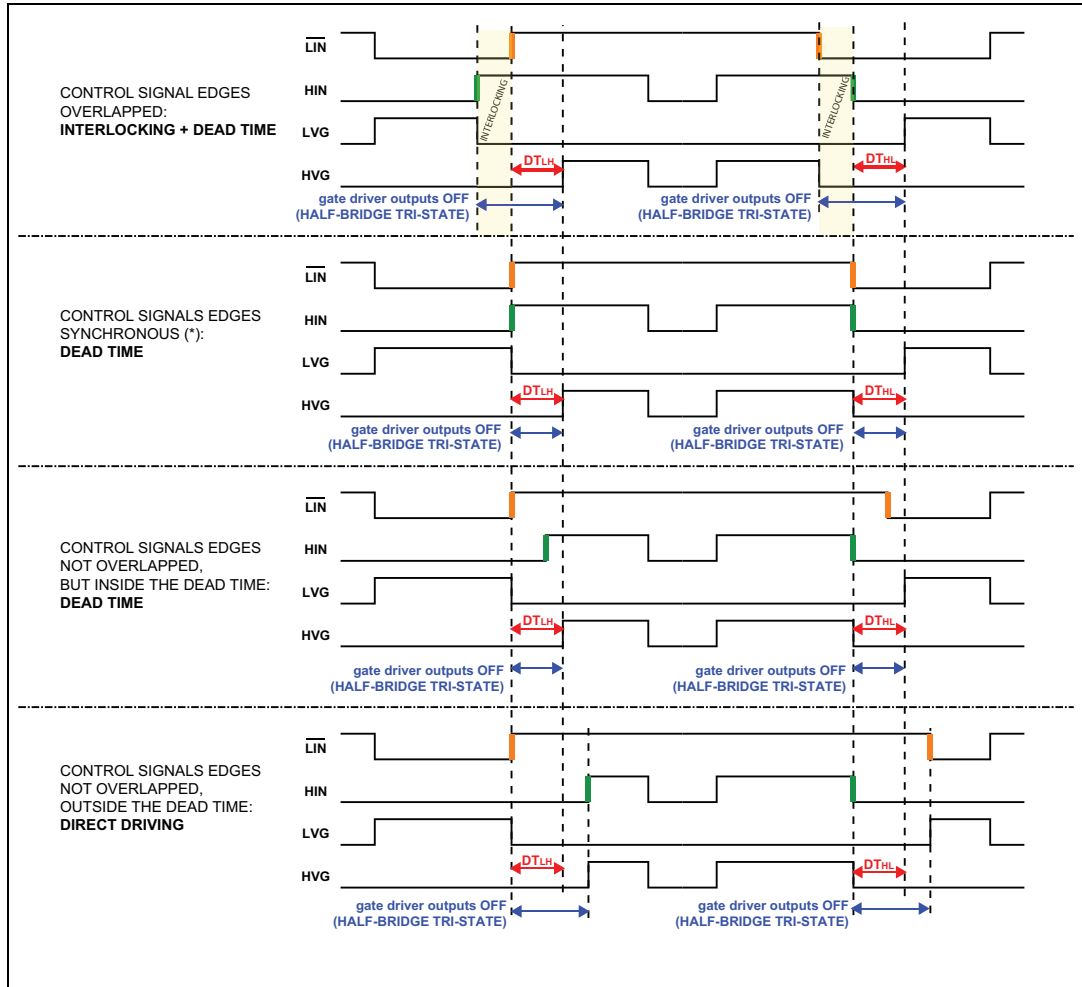 LIN
HIN
LVG
HVG
CONTROL SIGNAL EDGES
OVERLAPPED:
INTERLOCKING + DEAD TIME
INTERLOCKING
INTERLOCKING
DTLH
DTHL
gate driver outputs OFF
(HALF-BRIDGE TRI-STATE)
gate driver outputs OFF
(HALF-BRIDGE TRI-STATE)
LIN
HIN
LVG
HVG
CONTROL SIGNALS EDGES
SYNCHRONOUS (*):
DEAD TIME
DTLH
DTHL
gate driver outputs OFF
(HALF-BRIDGE TRI-STATE)
gate driver outputs OFF
(HALF-BRIDGE TRI-STATE)
LIN
HIN
LVG
HVG
CONTROL SIGNALS EDGES
NOT OVERLAPPED,
BUT INSIDE THE DEAD TIME:
DEAD TIME
DTLH
DTHL
gate driver outputs OFF
(HALF-BRIDGE TRI-STATE)
gate driver outputs OFF
(HALF-BRIDGE TRI-STATE)
LIN
HIN
LVG
HVG
CONTROL SIGNALS EDGES
NOT OVERLAPPED,
OUTSIDE THE DEAD TIME:
DIRECT DRIVING
DTLH
DTHL
gate driver outputs OFF
(HALF-BRIDGE TRI-STATE)
gate driver outputs OFF
(HALF-BRIDGE TRI-STATE)